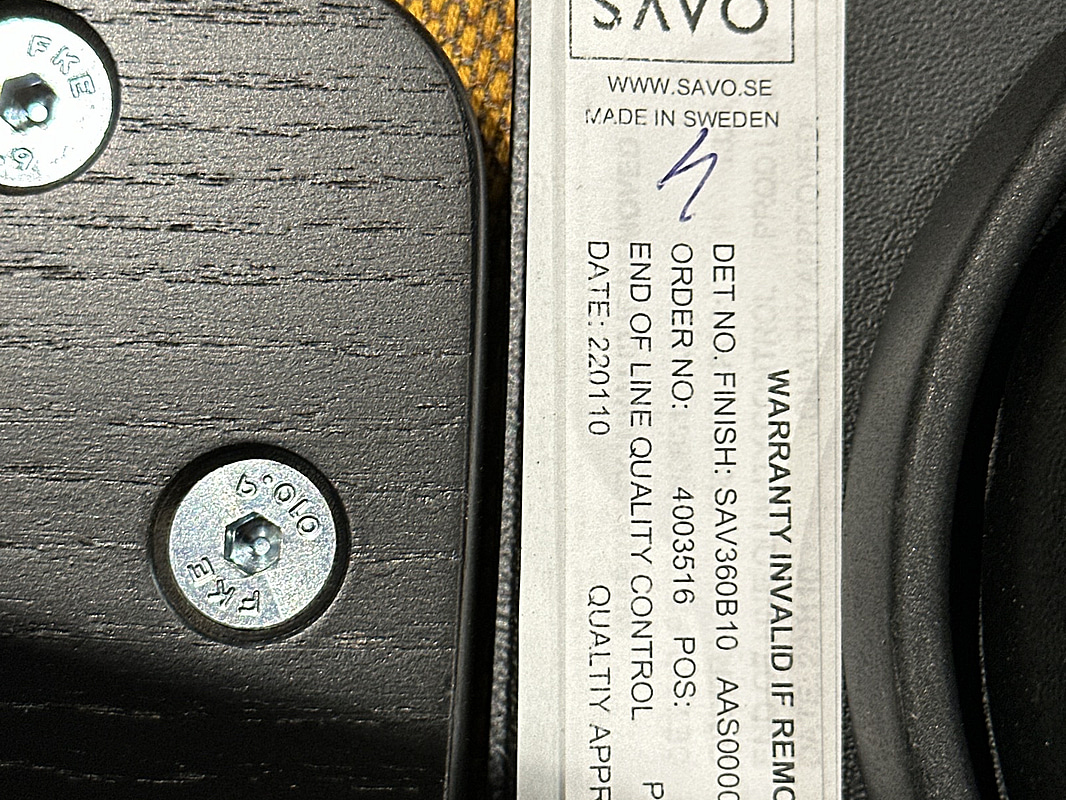 SAVO
WWW.SAVO.SE
MADE IN SWEDEN
WARRANTY INVALID IF REMO
DET NO. FINISH: SAV360B10 AAS000
ORDER NO: 4003516 POS:
END OF LINE QUALITY CONTROL P
DATE: 220110 QUALTIY APPR
FKE
010.9
FKE